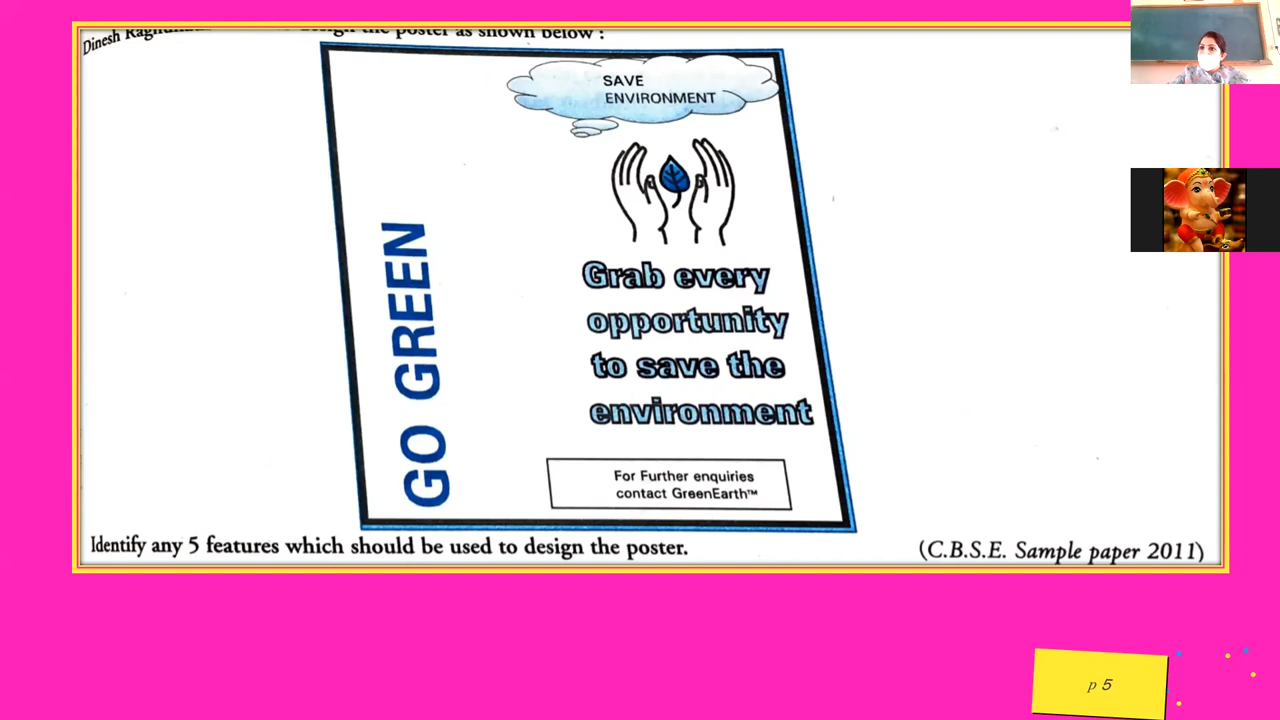 Dinesh
the poster as shown below :
SAVE
ENVIRONMENT
GO GREEN
Grab every
opportunity
to save the
environment
For Further enquiries
contact GreenEarth™
Identify any 5 features which should be used to design the poster.
(C.B.S.E. Sample paper 2011)
p 5